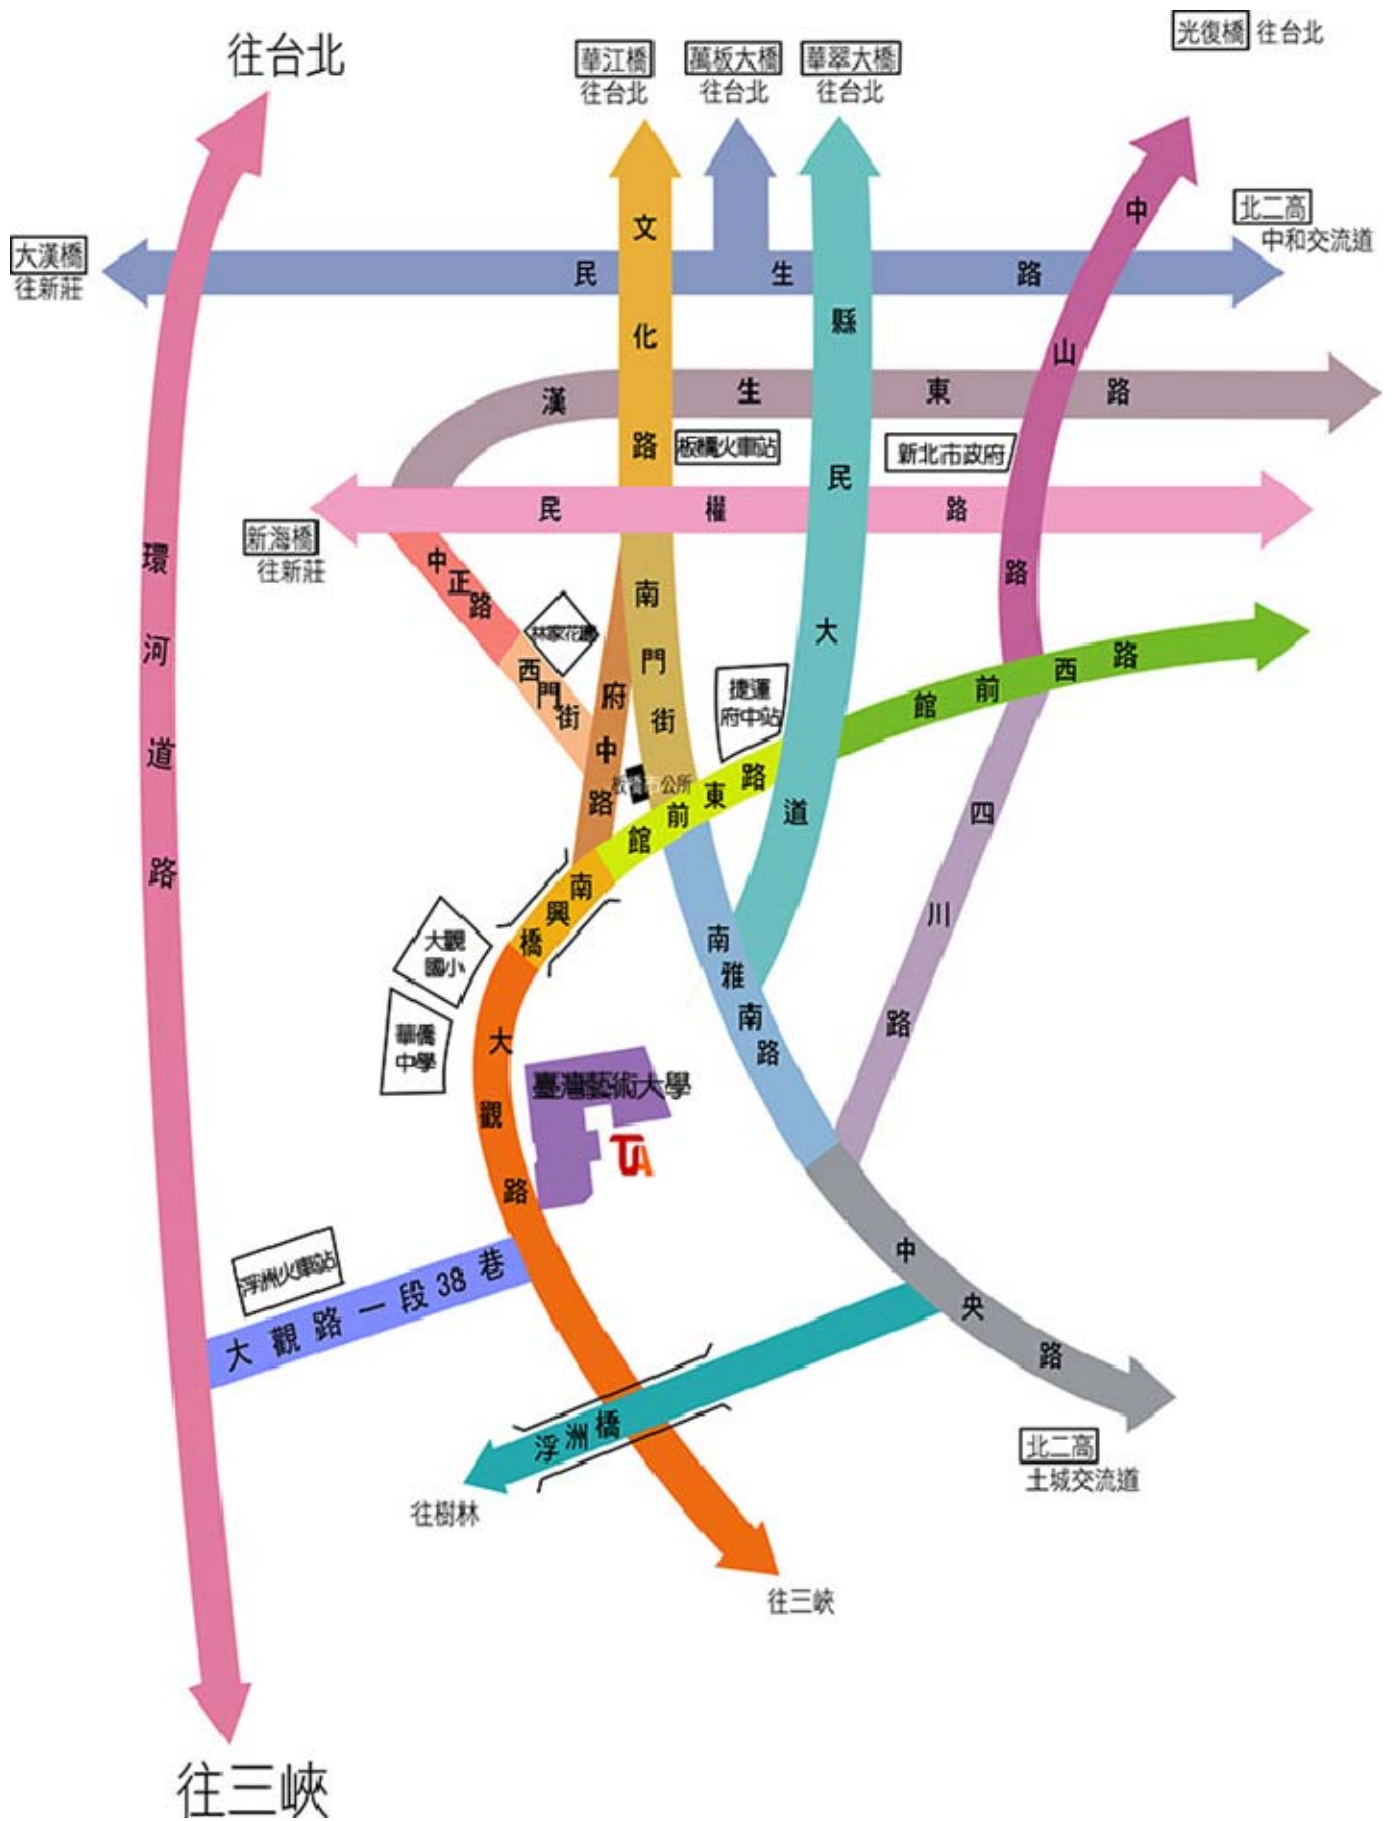 光復橋 往台北
往台北
華江橋
往台北
萬板大橋
往台北
華翠大橋
往台北
北二高
中和交流道
大漢橋
往新莊
民生路
文化路
縣民大道
中山路
漢生東路
板橋火車站
新北市政府
民權路
新海橋
往新莊
環河道路
中正路
林家花園
西門街
府中路
南門街
捷運
府中站
館前西路
板橋市公所
館前東路
四川路
南興橋
南雅南路
大觀
國小
華僑
中學
大觀路
臺灣藝術大學
浮洲火車站
大觀路一段38巷
中央路
浮洲橋
往樹林
北二高
土城交流道
往三峽
往三峽